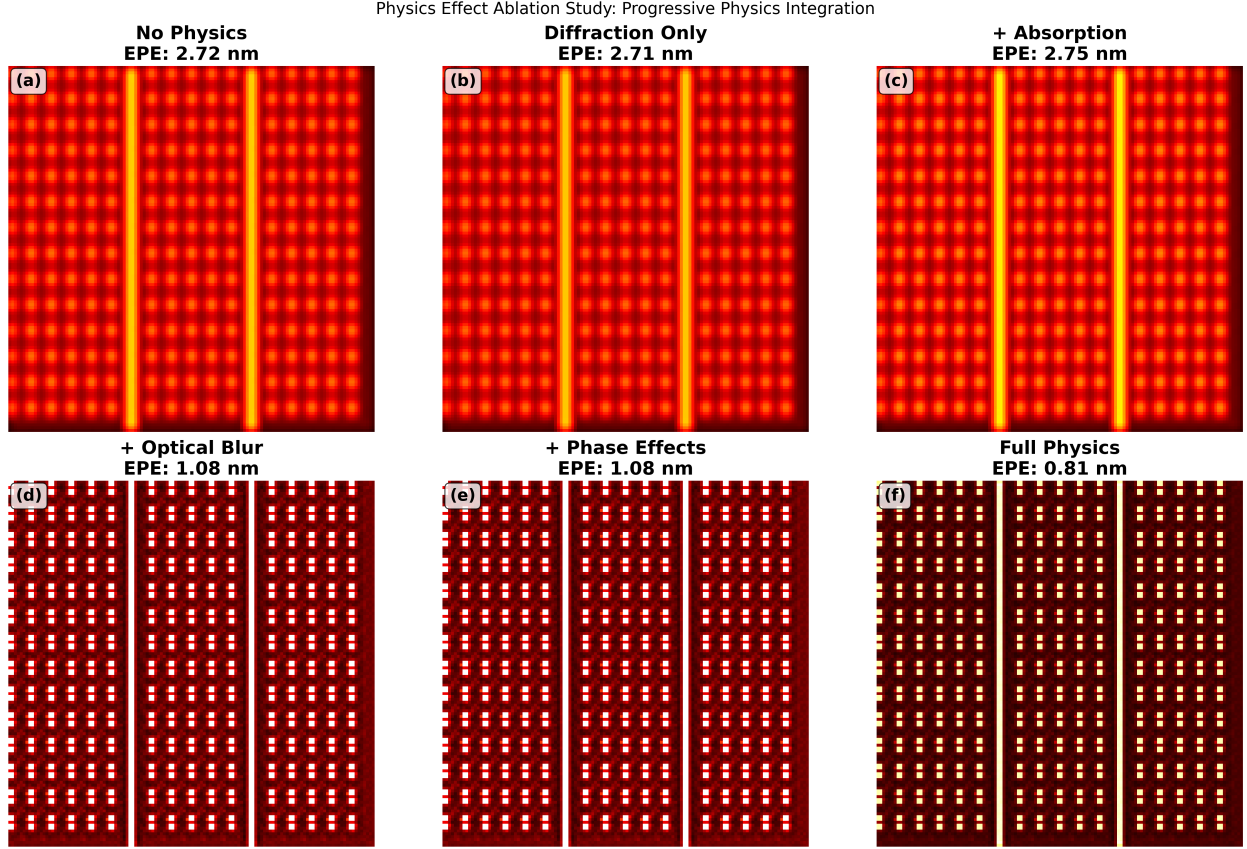 Physics Effect Ablation Study: Progressive Physics Integration
No Physics
EPE: 2.72 nm
(a)
Diffraction Only
EPE: 2.71 nm
(b)
+ Absorption
EPE: 2.75 nm
(c)
+ Optical Blur
EPE: 1.08 nm
(d)
+ Phase Effects
EPE: 1.08 nm
(e)
Full Physics
EPE: 0.81 nm
(f)